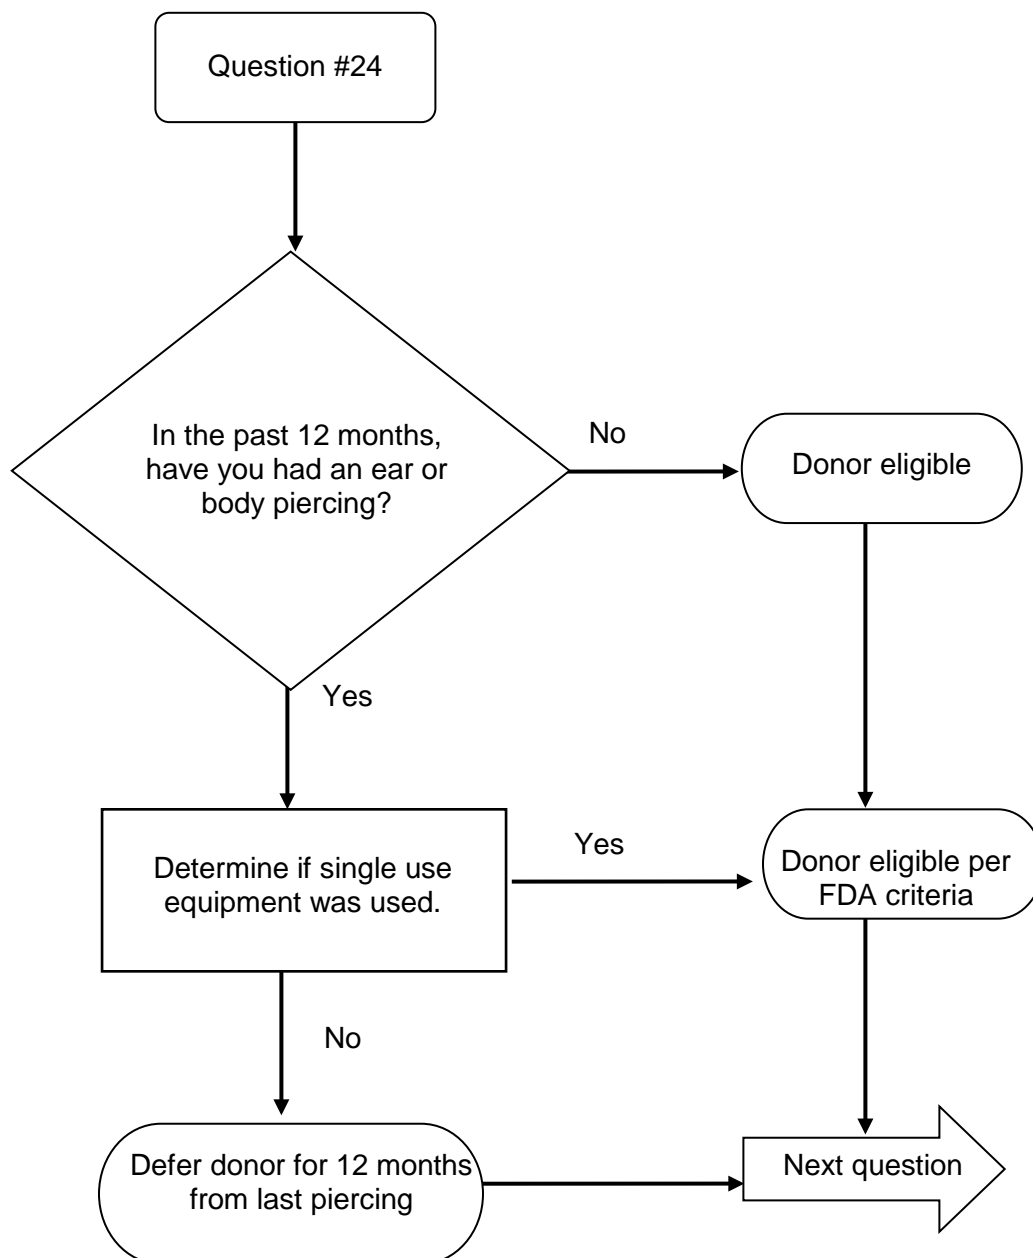 Question #24
In the past 12 months,
have you had an ear or
body piercing?
No
Donor eligible
Yes
Determine if single use
equipment was used.
Yes
Donor eligible per
FDA criteria
No
Defer donor for 12 months
from last piercing
Next question